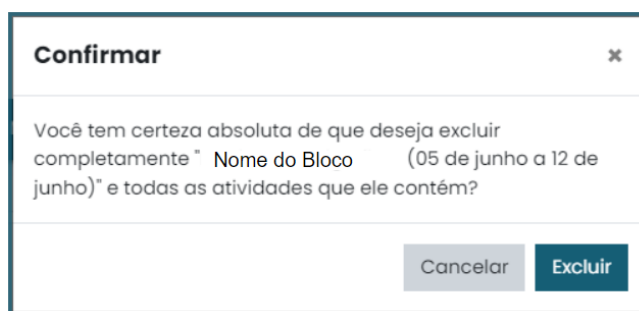 Confirmar ×
Você tem certeza absoluta de que deseja excluir
completamente " Nome do Bloco (05 de junho a 12 de
junho)" e todas as atividades que ele contém?
Cancelar Excluir